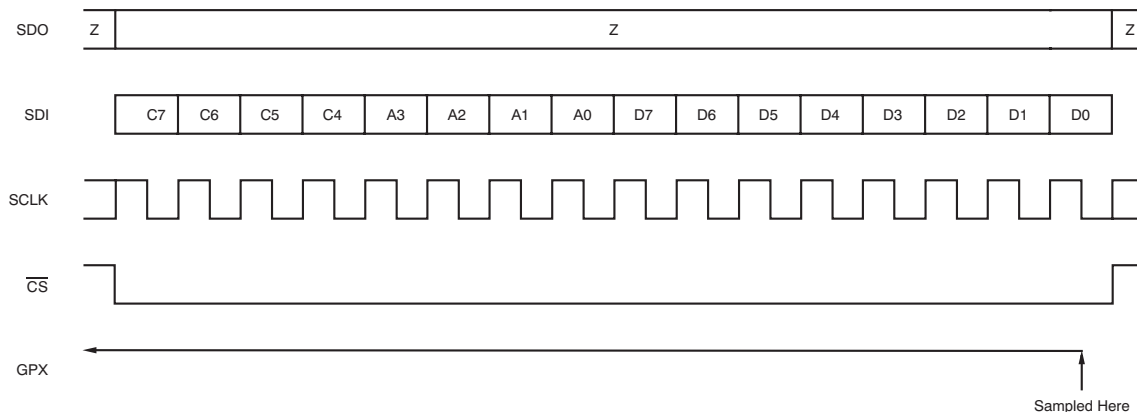 SDO Z Z Z
SDI C7 C6 C5 C4 A3 A2 A1 A0 D7 D6 D5 D4 D3 D2 D1 D0
SCLK
CS
GPX
Sampled Here